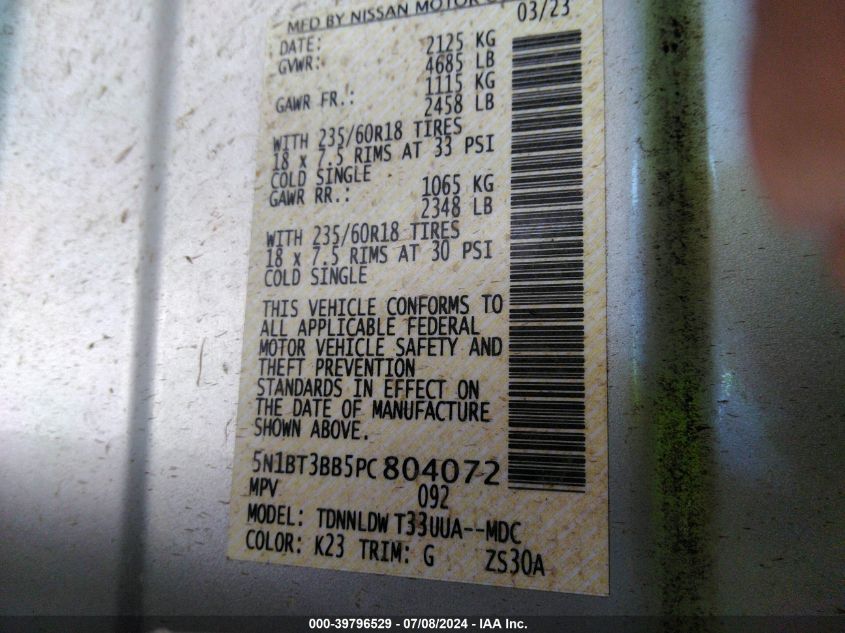 MFD BY NISSAN MOTOR
03/23
DATE: 2125 KG
GVWR: 4685 LB
1115 KG
GAWR FR.: 2458 LB
WITH 235/60R18 TIRES
18 x 7.5 RIMS AT 33 PSI
COLD SINGLE
GAWR RR.: 1065 KG
2348 LB
WITH 235/60R18 TIRES
18 x 7.5 RIMS AT 30 PSI
COLD SINGLE
THIS VEHICLE CONFORMS TO
ALL APPLICABLE FEDERAL
MOTOR VEHICLE SAFETY AND
THEFT PREVENTION
STANDARDS IN EFFECT ON
THE DATE OF MANUFACTURE
SHOWN ABOVE.
5N1BT3BB5PC804072
MPV 092
MODEL: TDNNLDW T33UUA--MDC
COLOR: K23 TRIM: G ZS30A
000-39796529 - 07/08/2024 - IAA Inc.